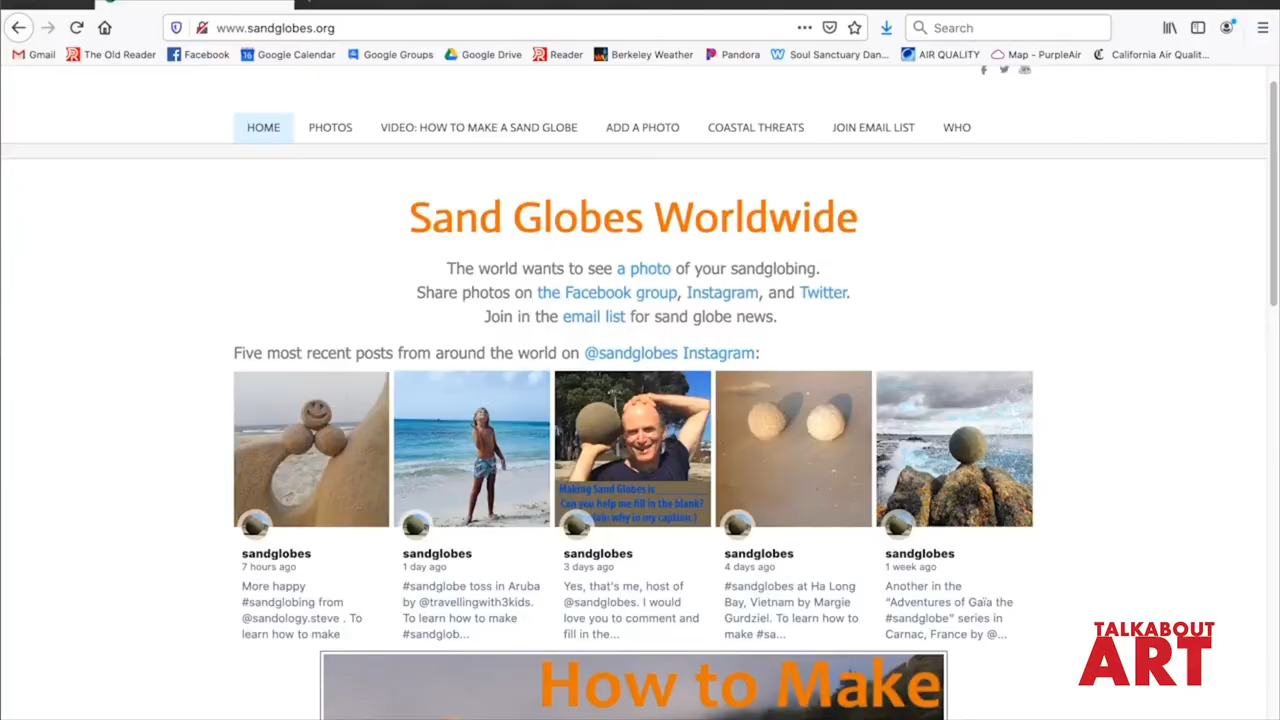 www.sandglobes.org
Search
Gmail
The Old Reader
Facebook
Google Calendar
Google Groups
Google Drive
Reader
Berkeley Weather
Pandora
Soul Sanctuary Dan...
AIR QUALITY
Map - PurpleAir
California Air Qualit...
HOME
PHOTOS
VIDEO: HOW TO MAKE A SAND GLOBE
ADD A PHOTO
COASTAL THREATS
JOIN EMAIL LIST
WHO
Sand Globes Worldwide
The world wants to see a photo of your sandglobing.
Share photos on the Facebook group, Instagram, and Twitter.
Join in the email list for sand globe news.
Five most recent posts from around the world on @sandglobes Instagram:
sandglobes
7 hours ago
More happy
#sandglobing from
@sandology.steve . To
learn how to make
sandglobes
1 day ago
#sandglobe toss in Aruba
by @travellingwith3kids.
To learn how to make
#sandglob...
Making Sand Globes is
Can you help me fill in the blank?
why in my caption.)
sandglobes
3 days ago
Yes, that's me, host of
@sandglobes. I would
love you to comment and
fill in the...
sandglobes
4 days ago
#sandglobes at Ha Long
Bay, Vietnam by Margie
Gurdziel. To learn how to
make #sa...
sandglobes
1 week ago
Another in the
"Adventures of Gaïa the
#sandglobe" series in
Carnac, France by @...
How to Make
TALKABOUT
ART